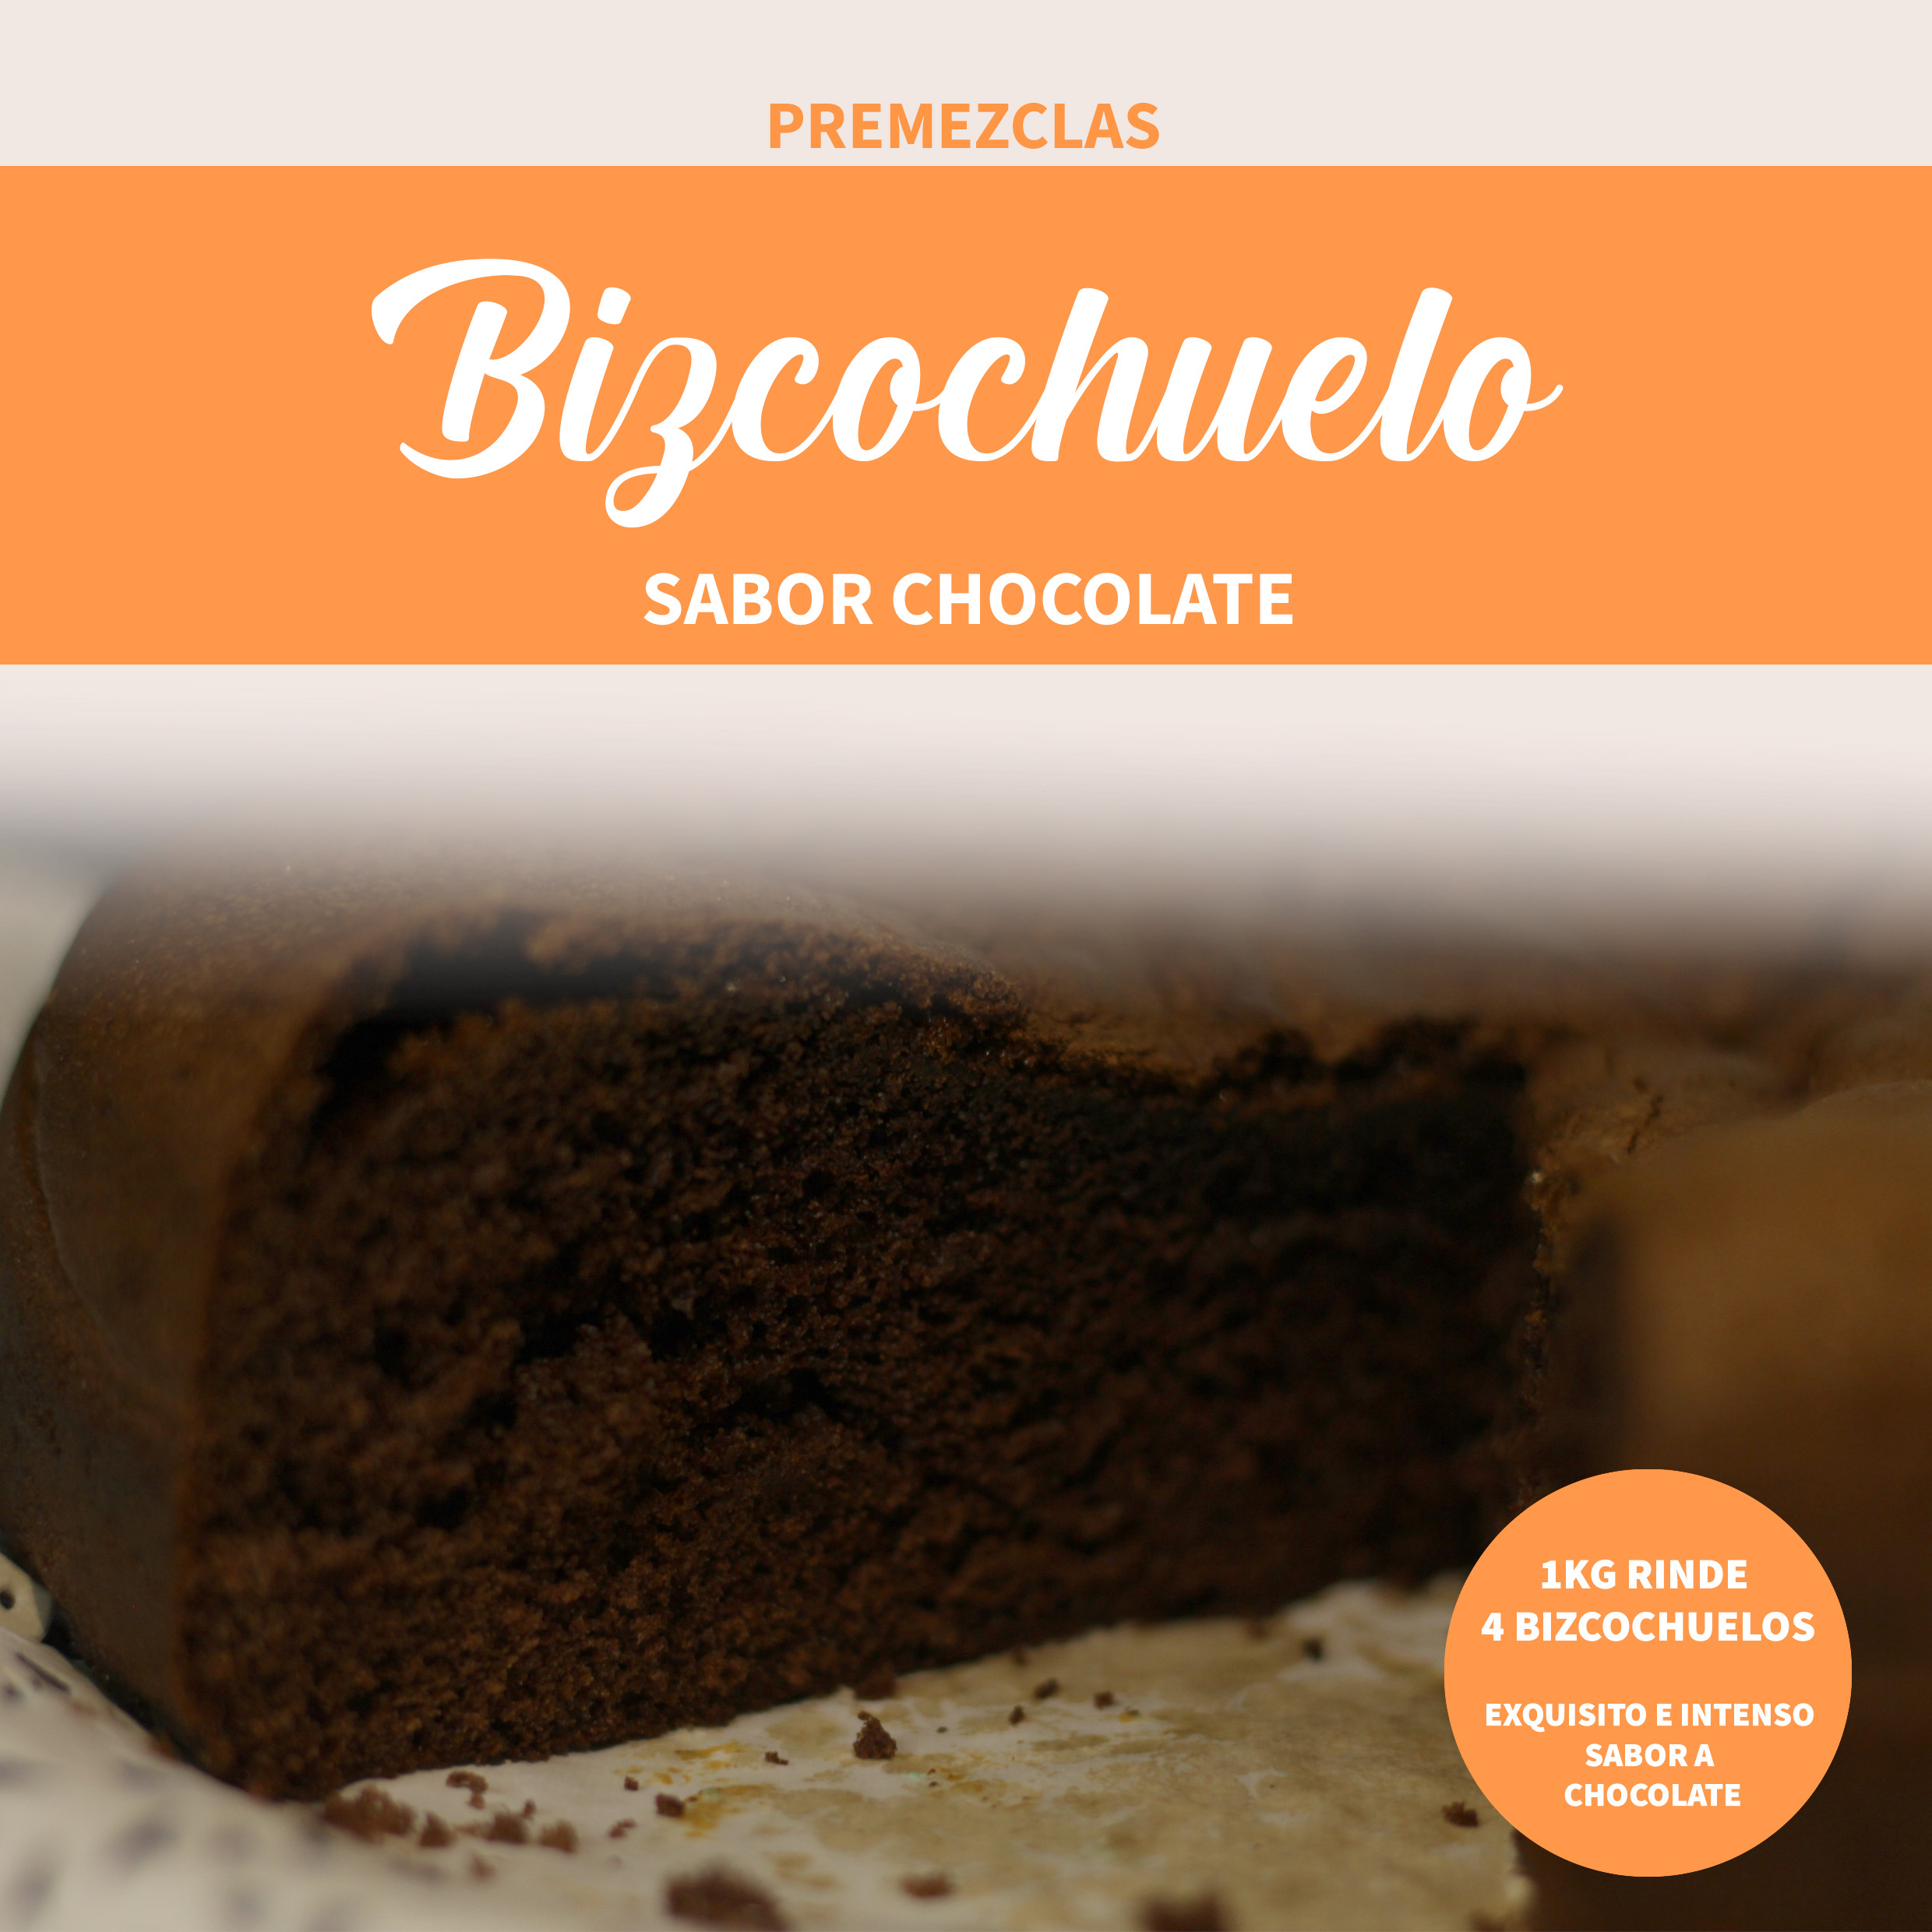 PREMEZCLAS
Bizcochuelo
SABOR CHOCOLATE
1KG RINDE
4 BIZCOCHUELOS
EXQUISITO E INTENSO
SABOR A
CHOCOLATE